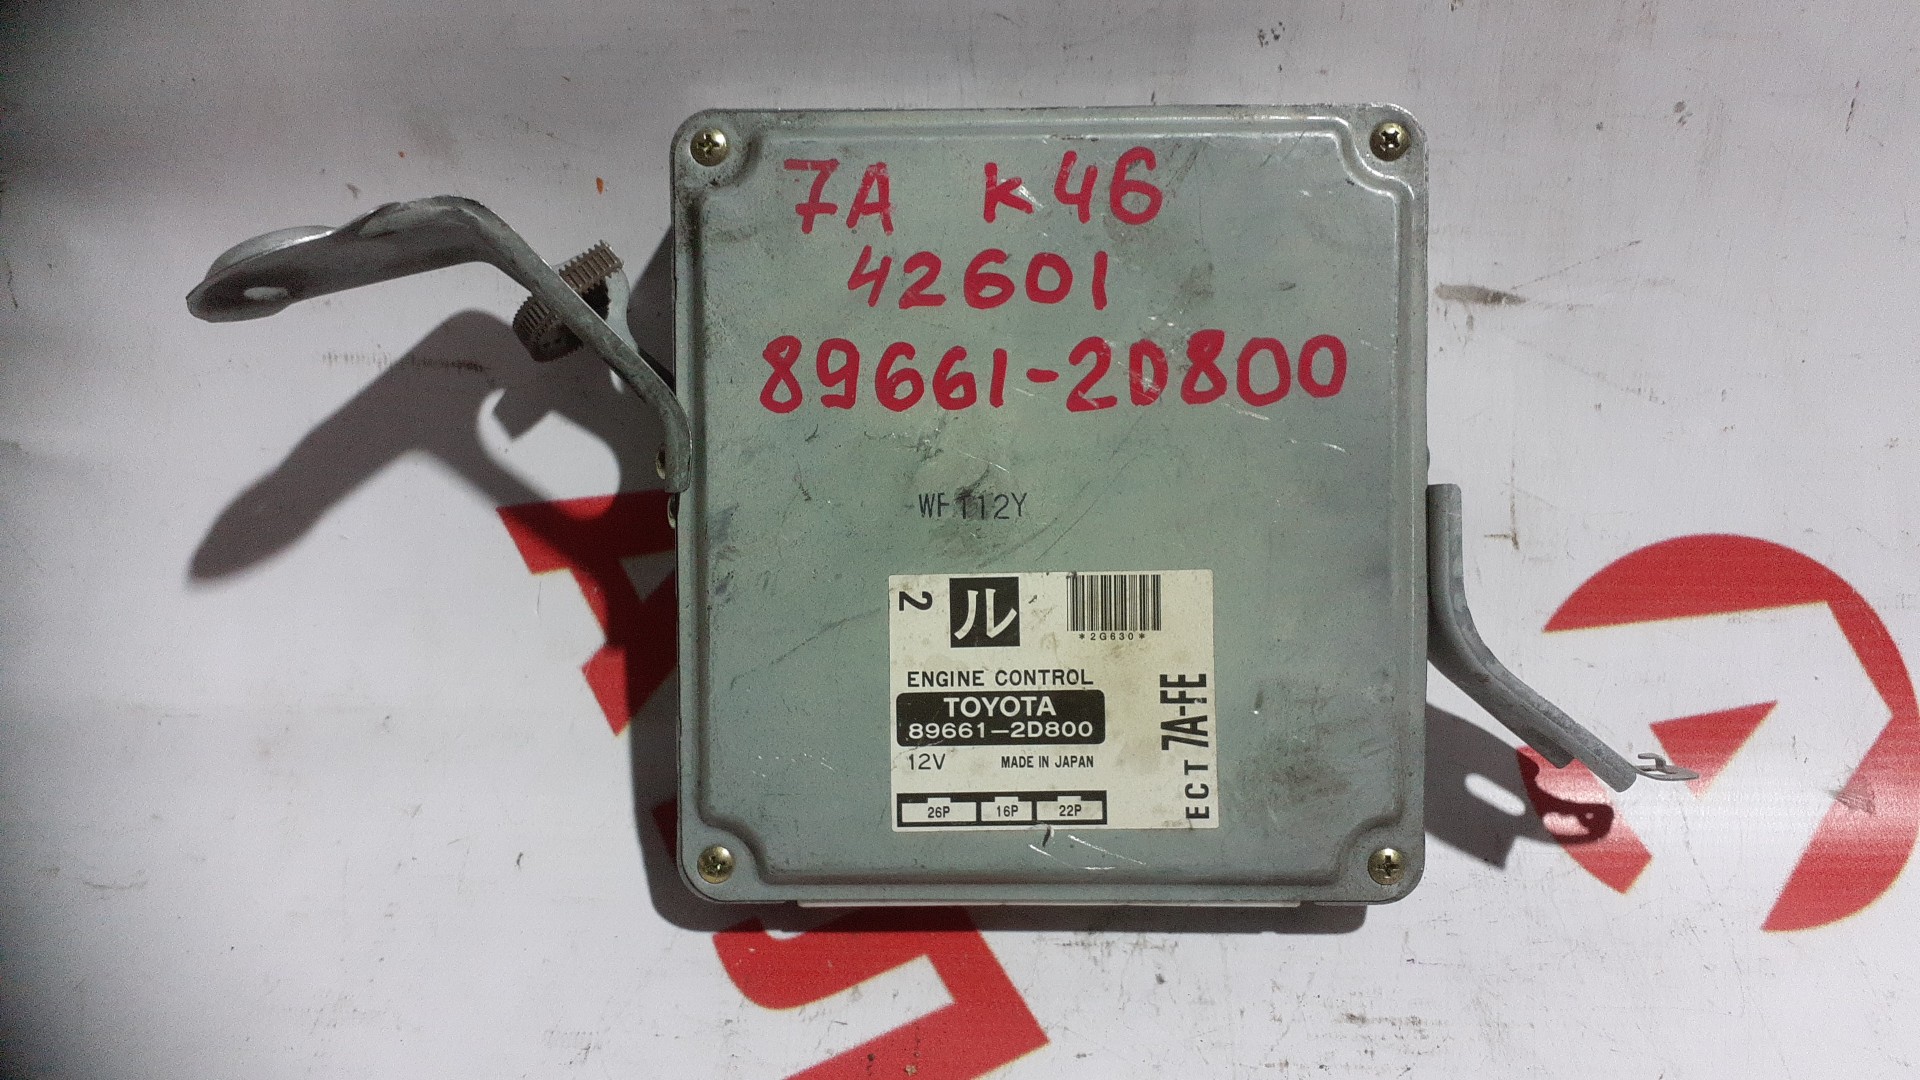 7A K46
42601
89661-2D800
WF112Y
2 ル
*2G630*
ENGINE CONTROL
TOYOTA
89661-2D800
12V MADE IN JAPAN
26P 16P 22P
ECT 7A-FE